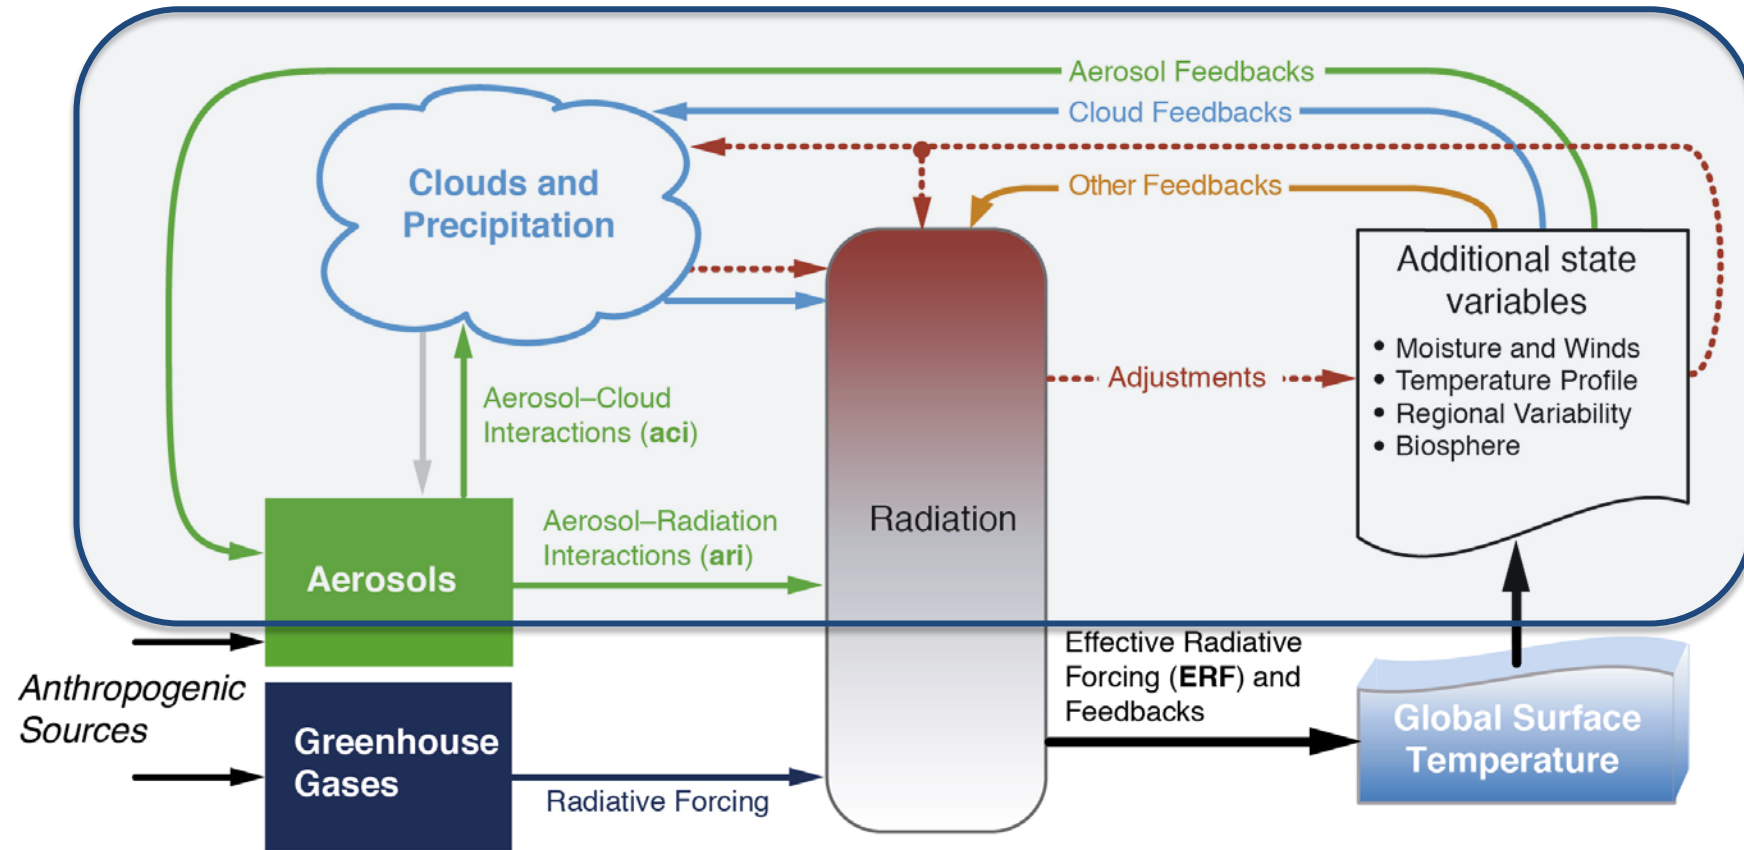 Aerosol Feedbacks
Cloud Feedbacks
Other Feedbacks
Clouds and
Precipitation
Additional state
variables
• Moisture and Winds
• Temperature Profile
• Regional Variability
• Biosphere
Adjustments
Aerosol–Cloud
Interactions (aci)
Aerosol–Radiation
Interactions (ari)
Radiation
Aerosols
Anthropogenic
Sources
Greenhouse
Gases
Radiative Forcing
Effective Radiative
Forcing (ERF) and
Feedbacks
Global Surface
Temperature